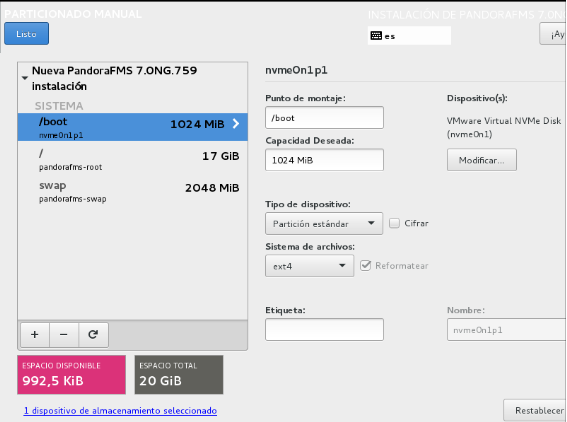 PARTICIONADO MANUAL
INSTALACIÓN DE PANDORAFMS 7.0N
Listo
es
¡Ay
Nueva PandoraFMS 7.0NG.759
instalación
SISTEMA
/boot
1024 MiB
nvme0n1p1
/
17 GiB
pandorafms-root
swap
2048 MiB
pandorafms-swap
+
−
ESPACIO DISPONIBLE
992,5 KiB
ESPACIO TOTAL
20 GiB
1 dispositivo de almacenamiento seleccionado
nvme0n1p1
Punto de montaje:
/boot
Capacidad Deseada:
1024 MiB
Dispositivo(s):
VMware Virtual NVMe Disk
(nvme0n1)
Modificar...
Tipo de dispositivo:
Partición estándar
Cifrar
Sistema de archivos:
ext4
Reformatear
Etiqueta:
Nombre:
nvme0n1p1
Restablecer